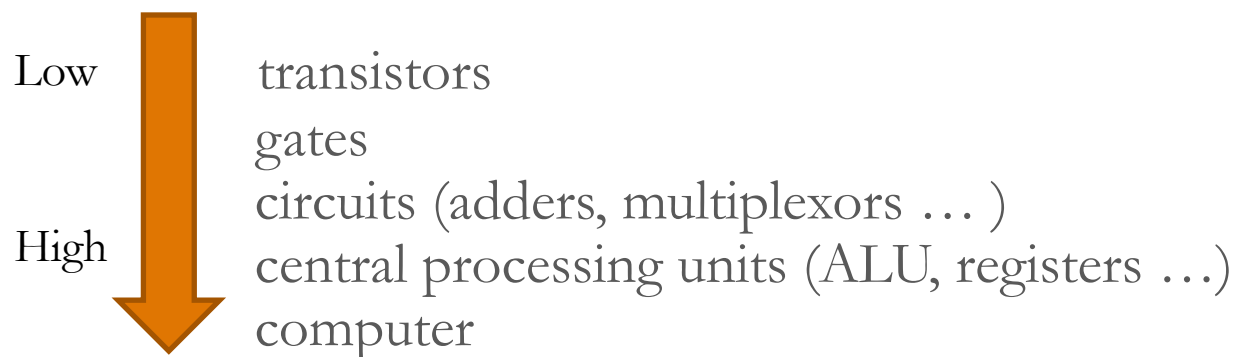 Low transistors
gates
circuits (adders, multiplexors … )
High central processing units (ALU, registers …)
computer